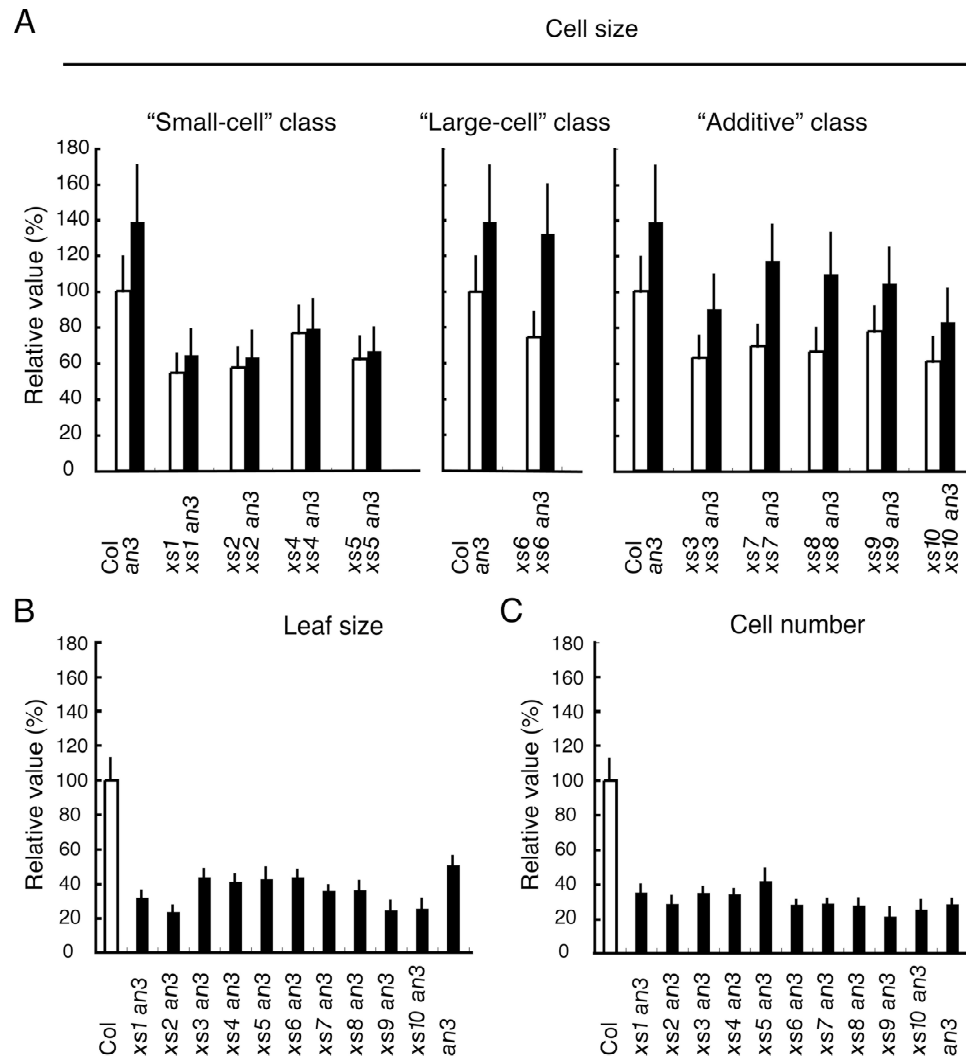 A
Cell size
“Small-cell” class
“Large-cell” class
“Additive” class
Relative value (%)
180
160
140
120
100
80
60
40
20
0
Col
an3
xs1
xs1 an3
xs2
xs2 an3
xs4
xs4 an3
xs5
xs5 an3
Col
an3
xs6
xs6 an3
Col
an3
xs3
xs3 an3
xs7
xs7 an3
xs8
xs8 an3
xs9
xs9 an3
xs10
xs10 an3
B
Leaf size
Relative value (%)
180
160
140
120
100
80
60
40
20
0
Col
xs1 an3
xs2 an3
xs3 an3
xs4 an3
xs5 an3
xs6 an3
xs7 an3
xs8 an3
xs9 an3
xs10 an3
an3
C
Cell number
Relative value (%)
180
160
140
120
100
80
60
40
20
0
Col
xs1 an3
xs2 an3
xs3 an3
xs4 an3
xs5 an3
xs6 an3
xs7 an3
xs8 an3
xs9 an3
xs10 an3
an3